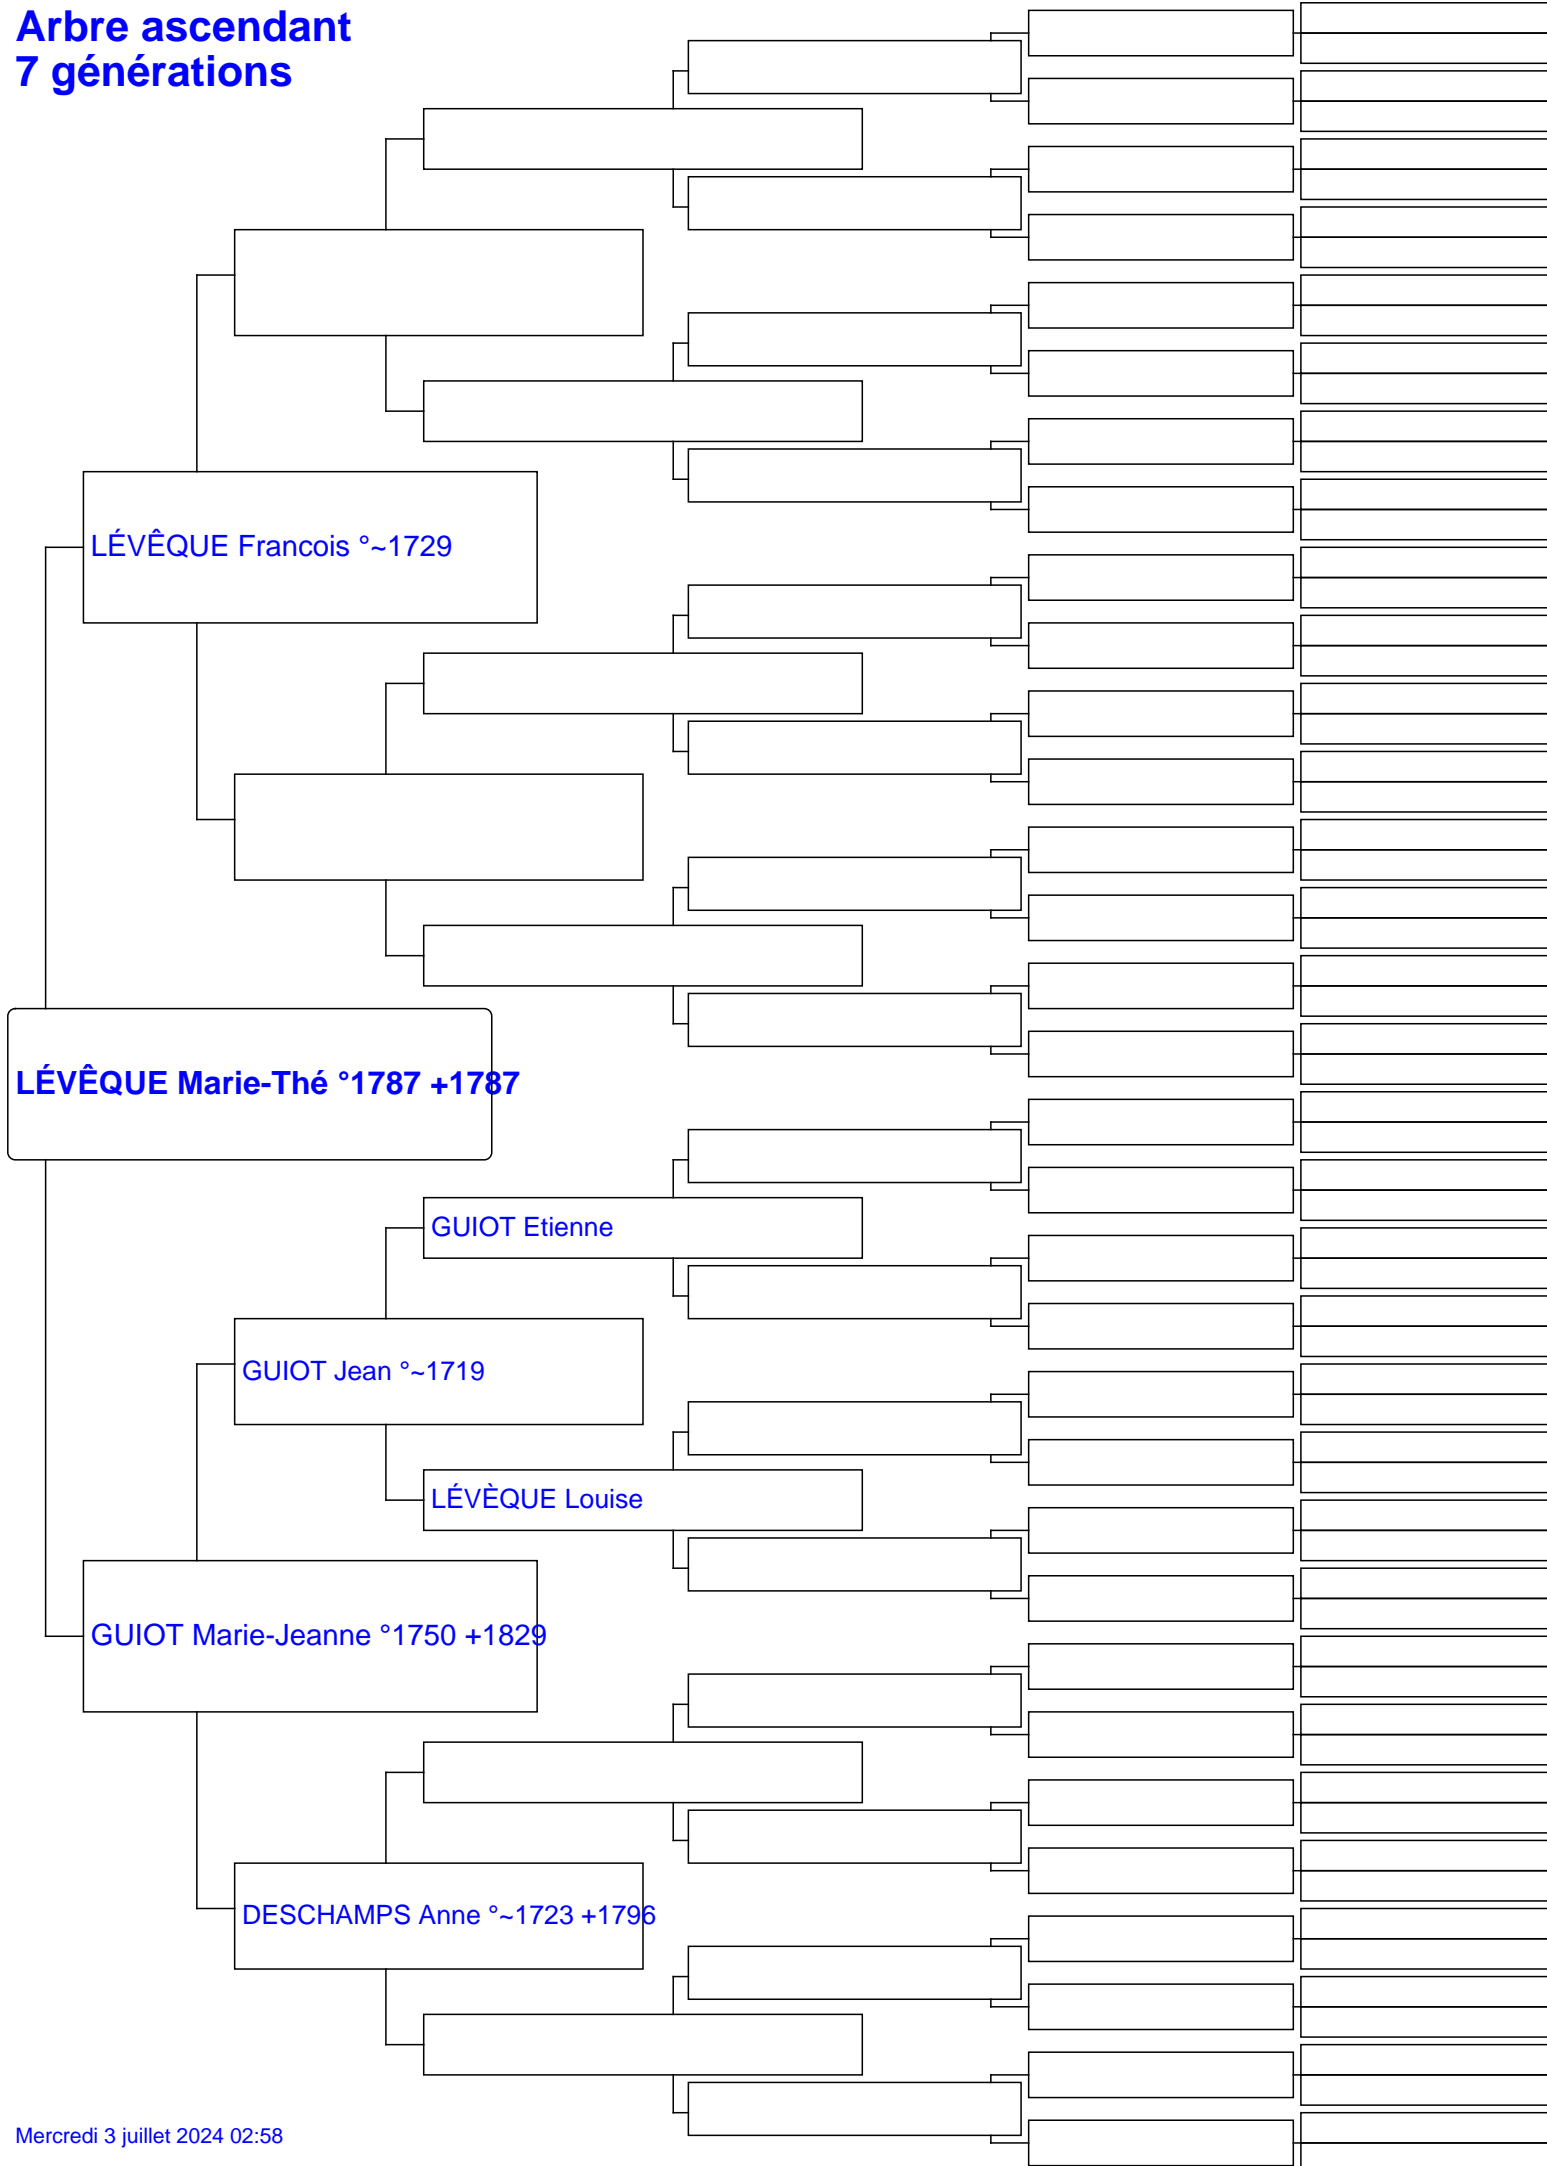 Arbre ascendant
7 générations
LÉVÊQUE Francois °~1729
LÉVÊQUE Marie-Thé °1787 +1787
GUIOT Etienne
GUIOT Jean °~1719
LÉVÈQUE Louise
GUIOT Marie-Jeanne °1750 +1829
DESCHAMPS Anne °~1723 +1796
Mercredi 3 juillet 2024 02:58